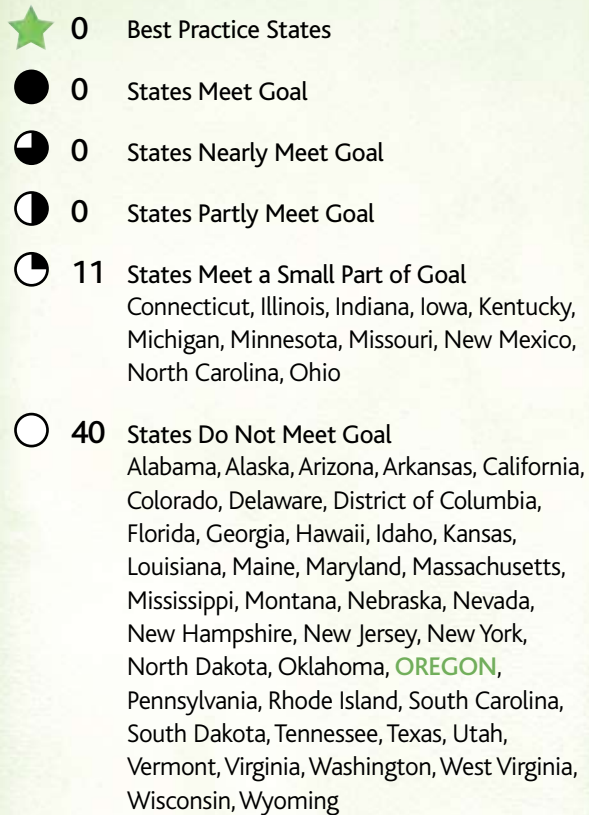 0 Best Practice States
0 States Meet Goal
0 States Nearly Meet Goal
0 States Partly Meet Goal
11 States Meet a Small Part of Goal
Connecticut, Illinois, Indiana, Iowa, Kentucky,
Michigan, Minnesota, Missouri, New Mexico,
North Carolina, Ohio
40 States Do Not Meet Goal
Alabama, Alaska, Arizona, Arkansas, California,
Colorado, Delaware, District of Columbia,
Florida, Georgia, Hawaii, Idaho, Kansas,
Louisiana, Maine, Maryland, Massachusetts,
Mississippi, Montana, Nebraska, Nevada,
New Hampshire, New Jersey, New York,
North Dakota, Oklahoma, OREGON,
Pennsylvania, Rhode Island, South Carolina,
South Dakota, Tennessee, Texas, Utah,
Vermont, Virginia, Washington, West Virginia,
Wisconsin, Wyoming